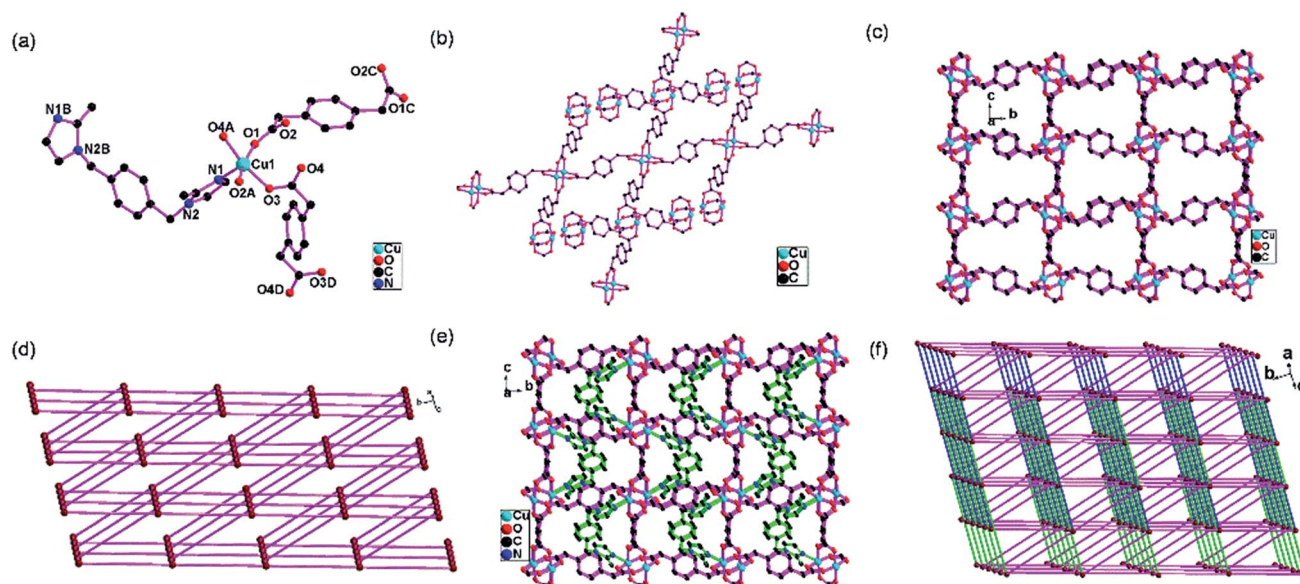 (a)
N1B
N2B
N2
N1
O4A
O1
O2
Cu1
O2A
O3
O4
O2C
O1C
O4D
O3D
Cu
O
C
N
(b)
Cu
O
C
(c)
c
a
b
Cu
O
C
(d)
b
(e)
c
a
b
Cu
O
C
N
(f)
a
b